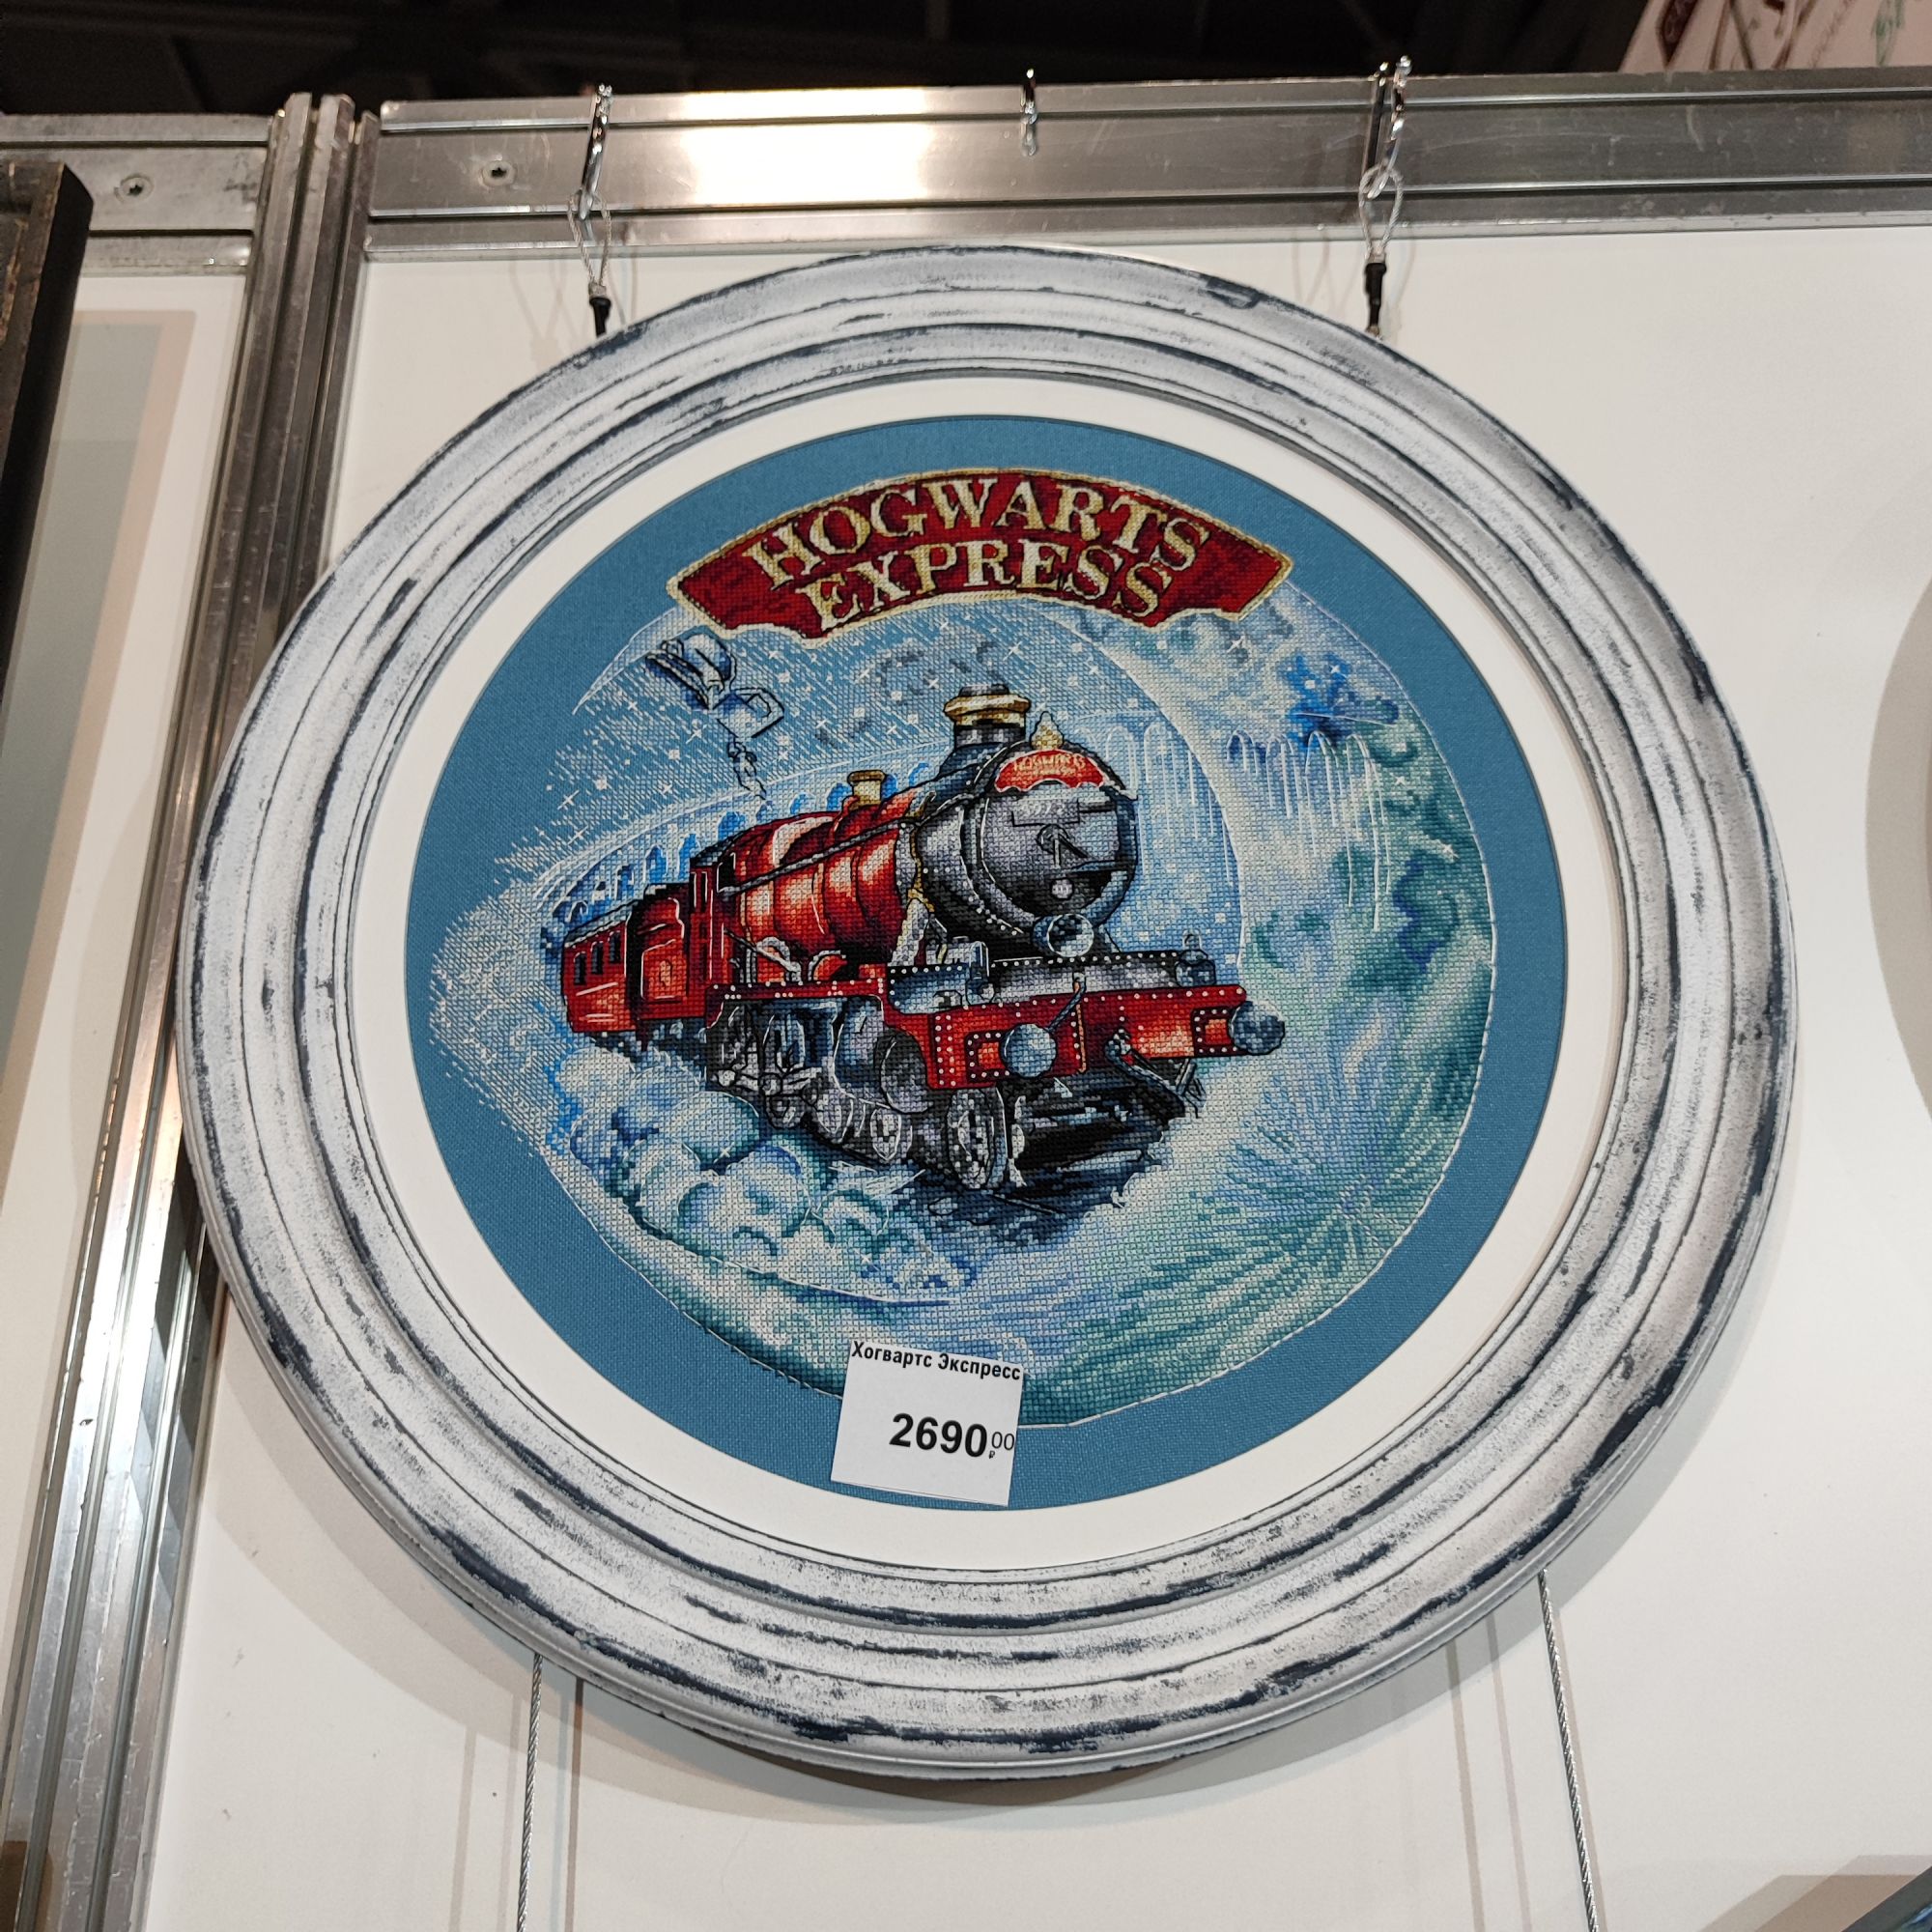 HOGWARTS
EXPRESS
Хогвартс Экспресс
2690 00
₽